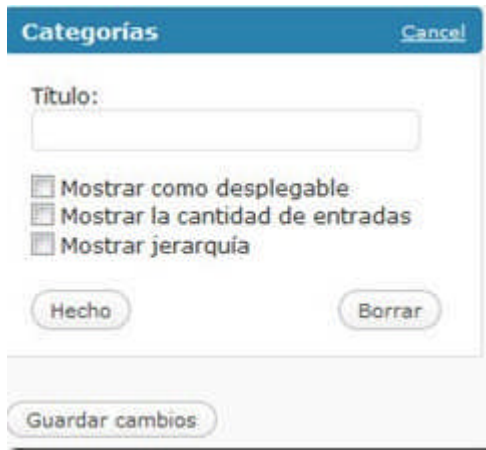 Categorías Cancel
Título:
Mostrar como desplegable
Mostrar la cantidad de entradas
Mostrar jerarquía
Hecho Borrar
Guardar cambios